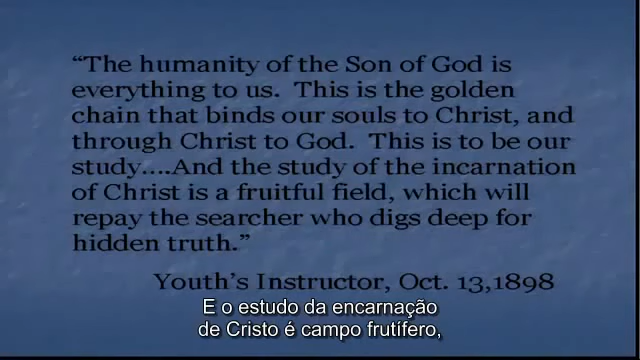 “The humanity of the Son of God is
everything to us.  This is the golden
chain that binds our souls to Christ, and
through Christ to God.  This is to be our
study….And the study of the incarnation
of Christ is a fruitful field, which will
repay the searcher who digs deep for
hidden truth.”
Youth’s Instructor, Oct. 13,1898
E o estudo da encarnação
de Cristo é campo frutífero,